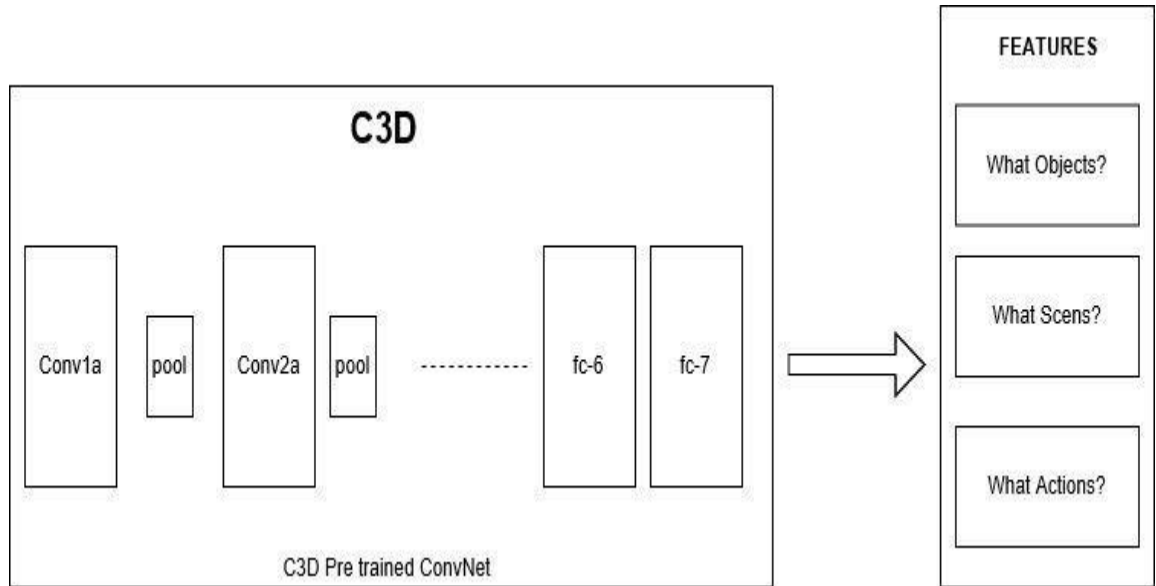 C3D
Conv1a
pool
Conv2a
pool
fc-6
fc-7
C3D Pre trained ConvNet
FEATURES
What Objects?
What Scens?
What Actions?